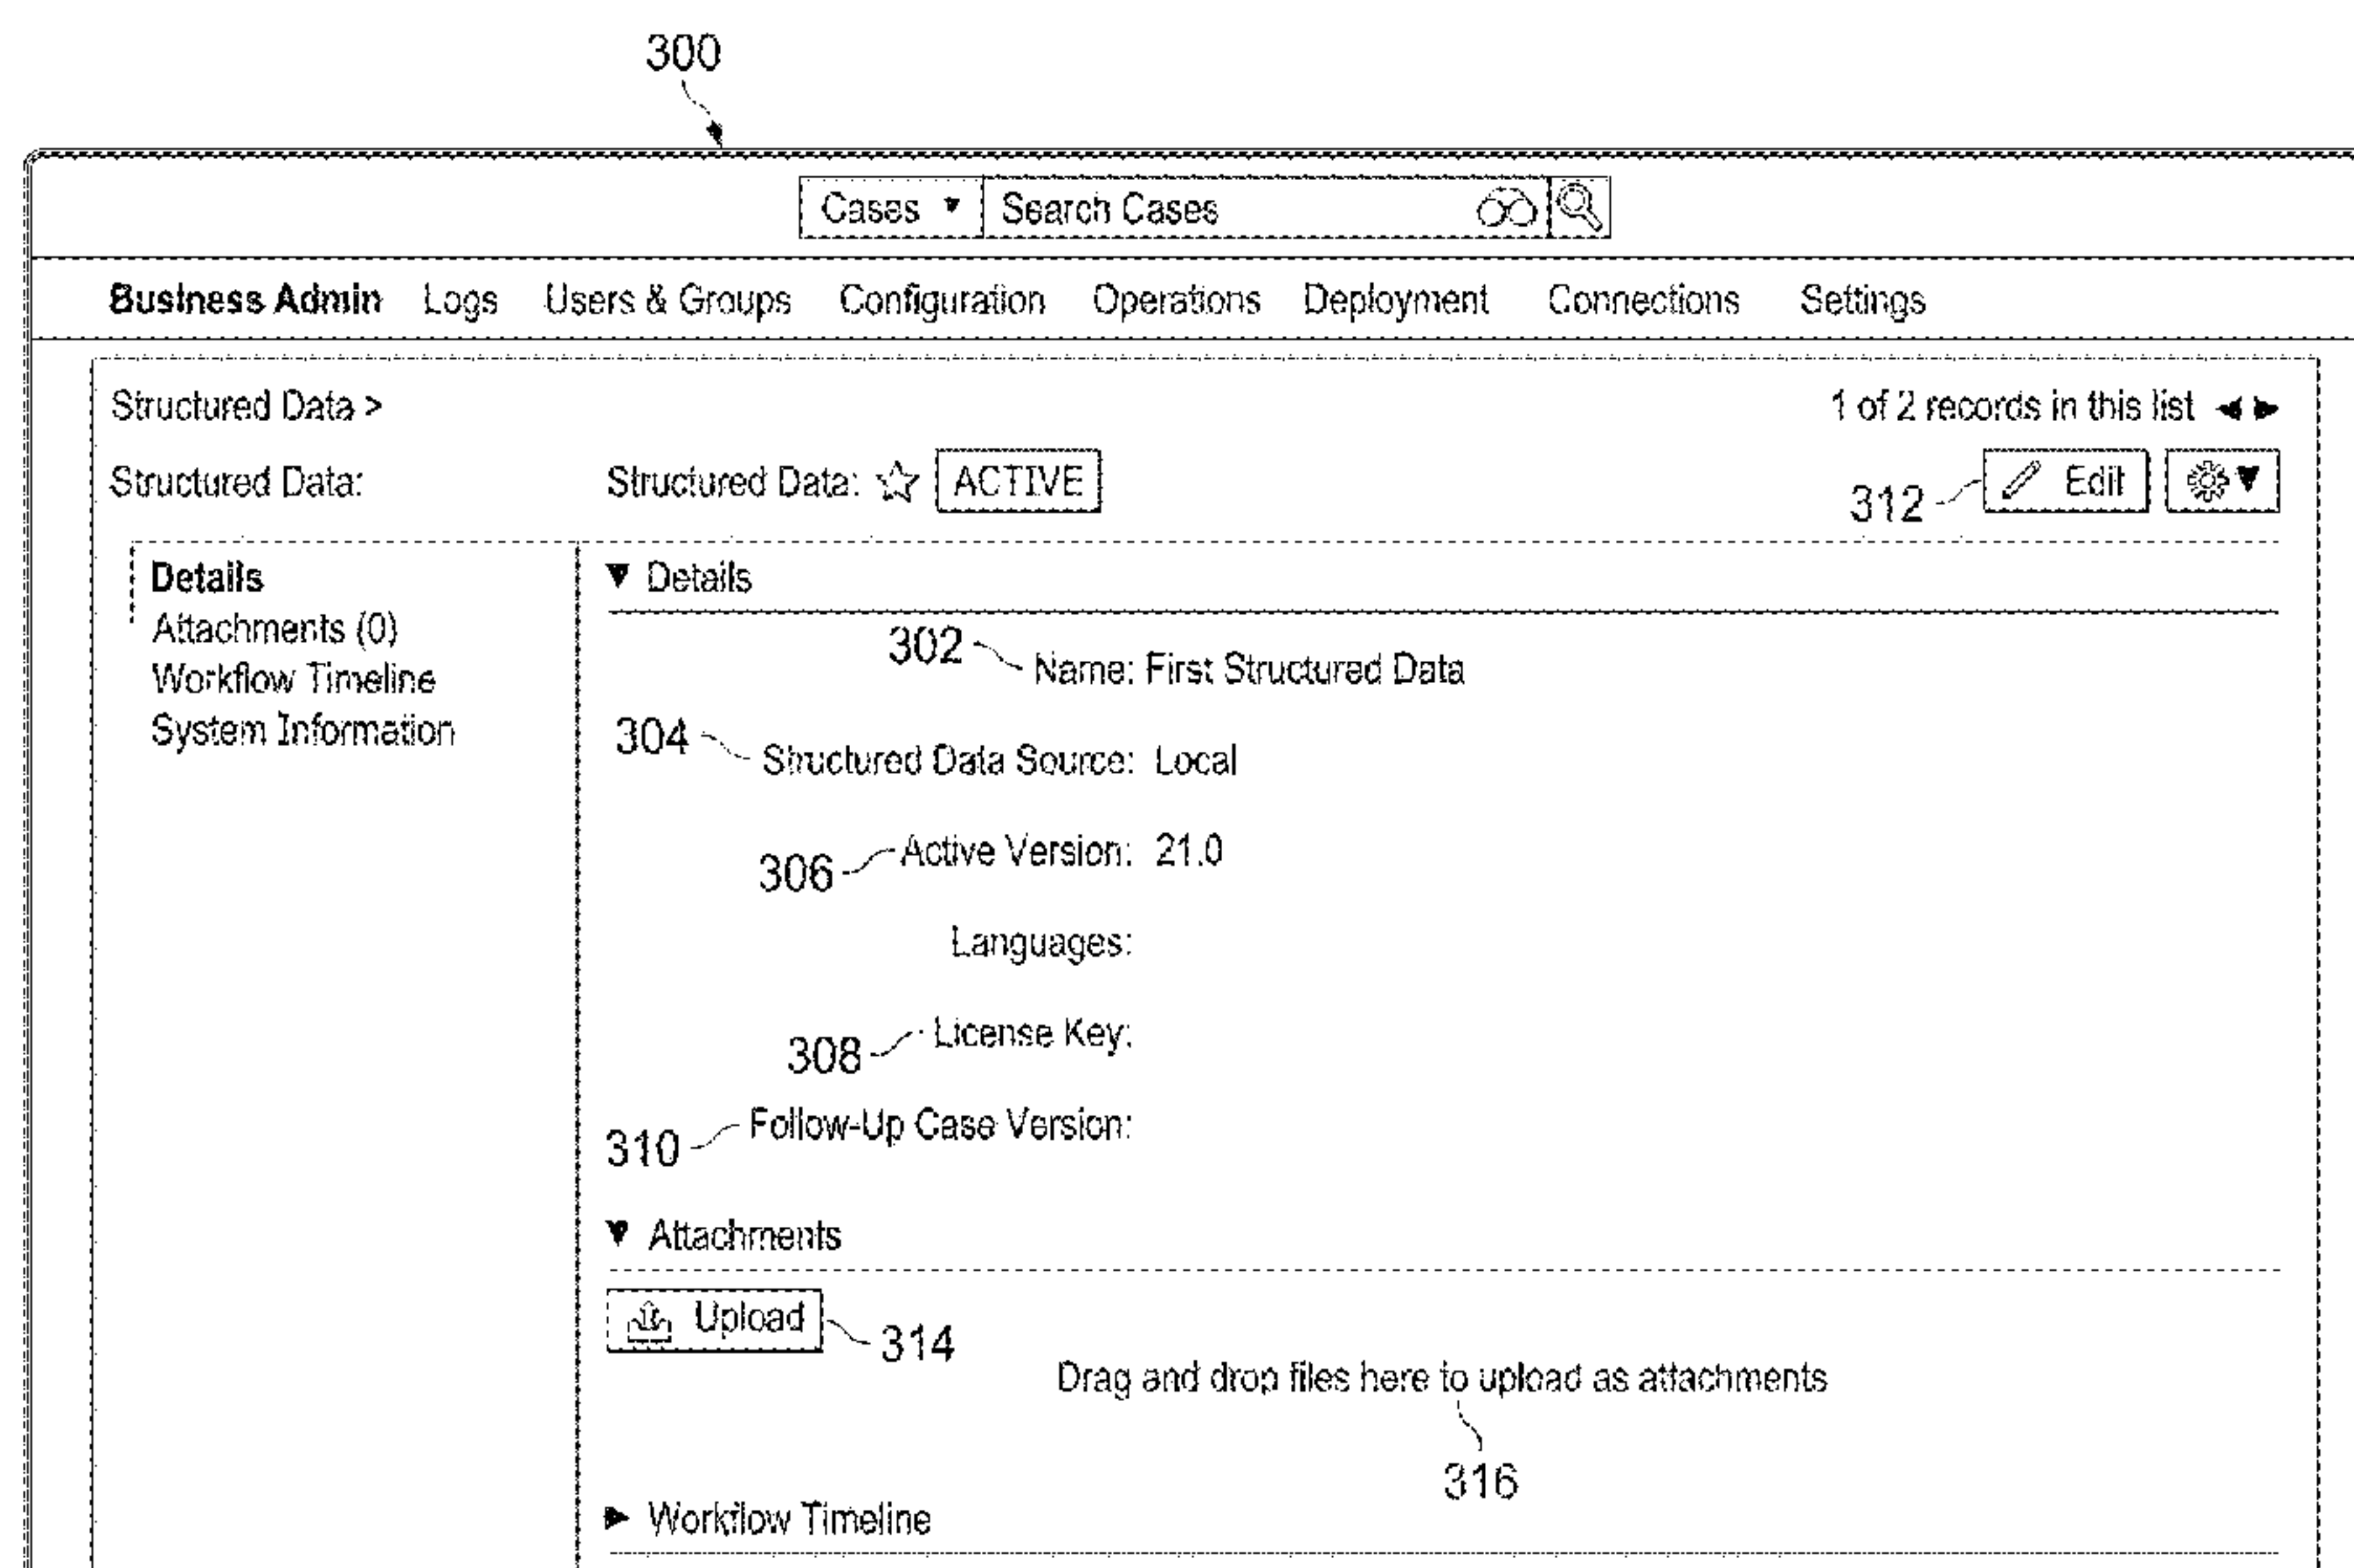 300
Cases ▼ Search Cases
Business Admin Logs Users & Groups Configuration Operations Deployment Connections Settings
Structured Data > 1 of 2 records in this list ◀ ▶
Structured Data: Structured Data: ☆ ACTIVE 312 Edit ▼
Details
Attachments (0)
Workflow Timeline
System Information
▼ Details
302 Name: First Structured Data
304 Structured Data Source: Local
306 Active Version: 21.0
Languages:
308 License Key:
310 Follow-Up Case Version:
▼ Attachments
Upload 314
Drag and drop files here to upload as attachments
316
▶ Workflow Timeline